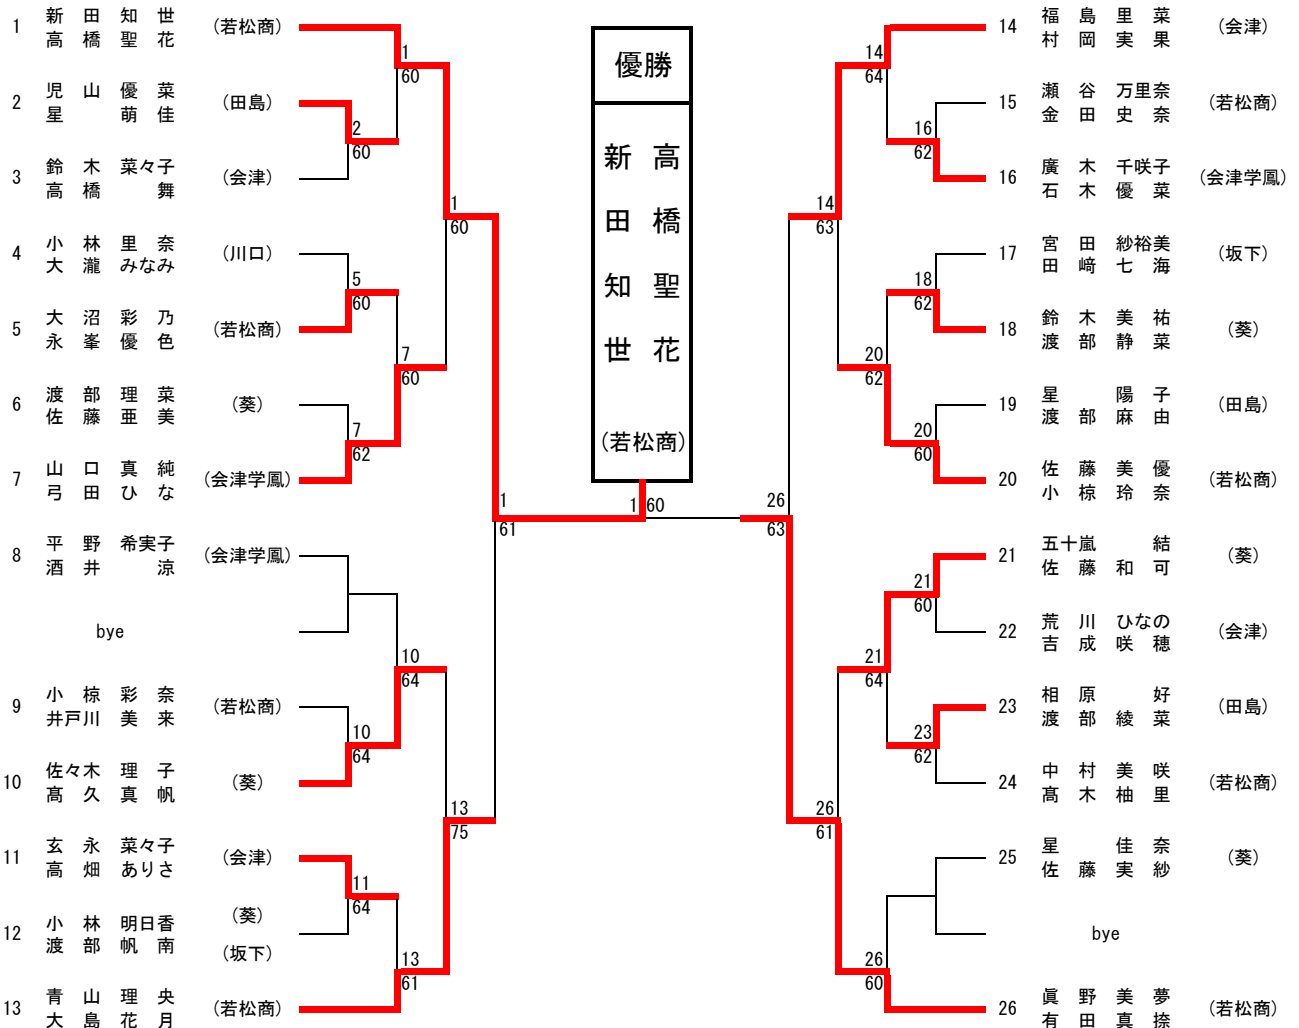 1 新田知世 (若松商)
高橋聖花
2 児山優菜 (田島)
星 萌佳
3 鈴木菜々子 (会津)
高橋 舞
4 小林里奈 (川口)
大瀧みなみ
5 大沼彩乃 (若松商)
永峯優色
6 渡部理菜 (葵)
佐藤亜美
7 山口真純 (会津学鳳)
弓田ひな
8 平野希実子 (会津学鳳)
酒井 涼
bye
9 小椋彩奈 (若松商)
井戸川美来
10 佐々木理子 (葵)
髙久真帆
11 玄永菜々子 (会津)
高畑ありさ
12 小林明日香 (葵)
渡部帆南 (坂下)
13 青山理央 (若松商)
大島花月
1
60
2
60
5
60
7
62
10
64
11
64
1
60
7
60
10
64
13
61
13
75
1
61
優勝
新田知世
高橋聖花
(若松商)
1 60
26
63
14
63
26
61
14
64
20
62
21
64
26
60
16
62
18
62
20
60
21
60
23
62
14 福島里菜 (会津)
村岡実果
15 瀬谷万里奈 (若松商)
金田史奈
16 廣木千咲子 (会津学鳳)
石木優菜
17 宮田紗裕美 (坂下)
田﨑七海
18 鈴木美祐 (葵)
渡部静菜
19 星 陽子 (田島)
渡部麻由
20 佐藤美優 (若松商)
小椋玲奈
21 五十嵐 結 (葵)
佐藤和可
22 荒川ひなの (会津)
吉成咲穂
23 相原 好 (田島)
渡部綾菜
24 中村美咲 (若松商)
髙木柚里
25 星 佳奈 (葵)
佐藤実紗
bye
26 眞野美夢 (若松商)
有田真捺